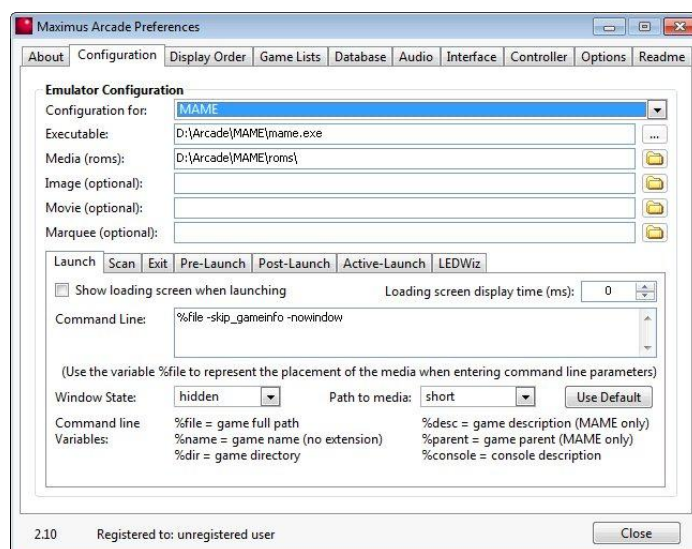 Maximus Arcade Preferences
About Configuration Display Order Game Lists Database Audio Interface Controller Options Readme
Emulator Configuration
Configuration for: MAME
Executable: D:\Arcade\MAME\mame.exe ...
Media (roms): D:\Arcade\MAME\roms\
Image (optional):
Movie (optional):
Marquee (optional):
Launch Scan Exit Pre-Launch Post-Launch Active-Launch LEDWiz
Show loading screen when launching Loading screen display time (ms): 0
Command Line: %file -skip_gameinfo -nowindow
(Use the variable %file to represent the placement of the media when entering command line parameters)
Window State: hidden Path to media: short Use Default
Command line %file = game full path %desc = game description (MAME only)
Variables: %name = game name (no extension) %parent = game parent (MAME only)
%dir = game directory %console = console description
2.10 Registered to: unregistered user Close